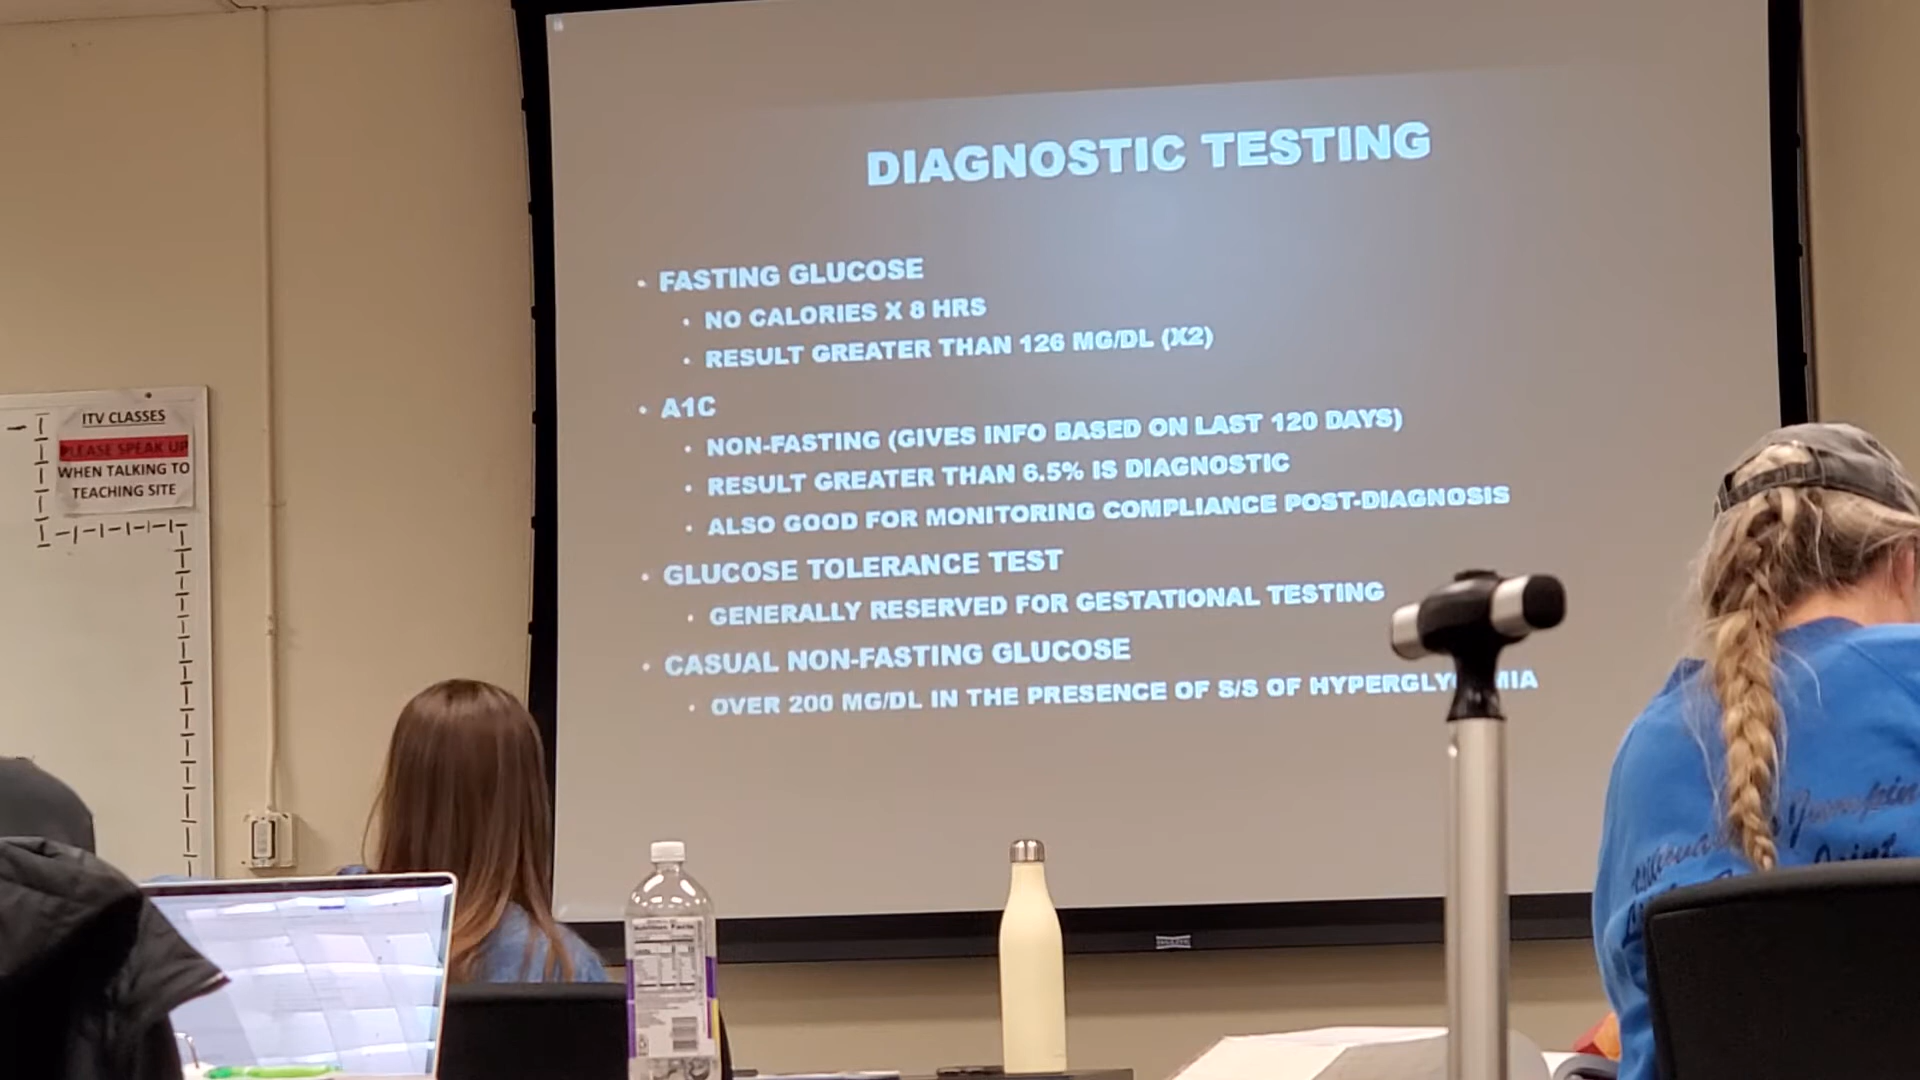 DIAGNOSTIC TESTING
• FASTING GLUCOSE
• NO CALORIES X 8 HRS
• RESULT GREATER THAN 126 MG/DL (X2)
• A1C
• NON-FASTING (GIVES INFO BASED ON LAST 120 DAYS)
• RESULT GREATER THAN 6.5% IS DIAGNOSTIC
• ALSO GOOD FOR MONITORING COMPLIANCE POST-DIAGNOSIS
• GLUCOSE TOLERANCE TEST
• GENERALLY RESERVED FOR GESTATIONAL TESTING
• CASUAL NON-FASTING GLUCOSE
• OVER 200 MG/DL IN THE PRESENCE OF S/S OF
ITV CLASSES
PLEASE SPEAK UP
WHEN TALKING TO
TEACHING SITE
Nutrition Facts
Pumpkin